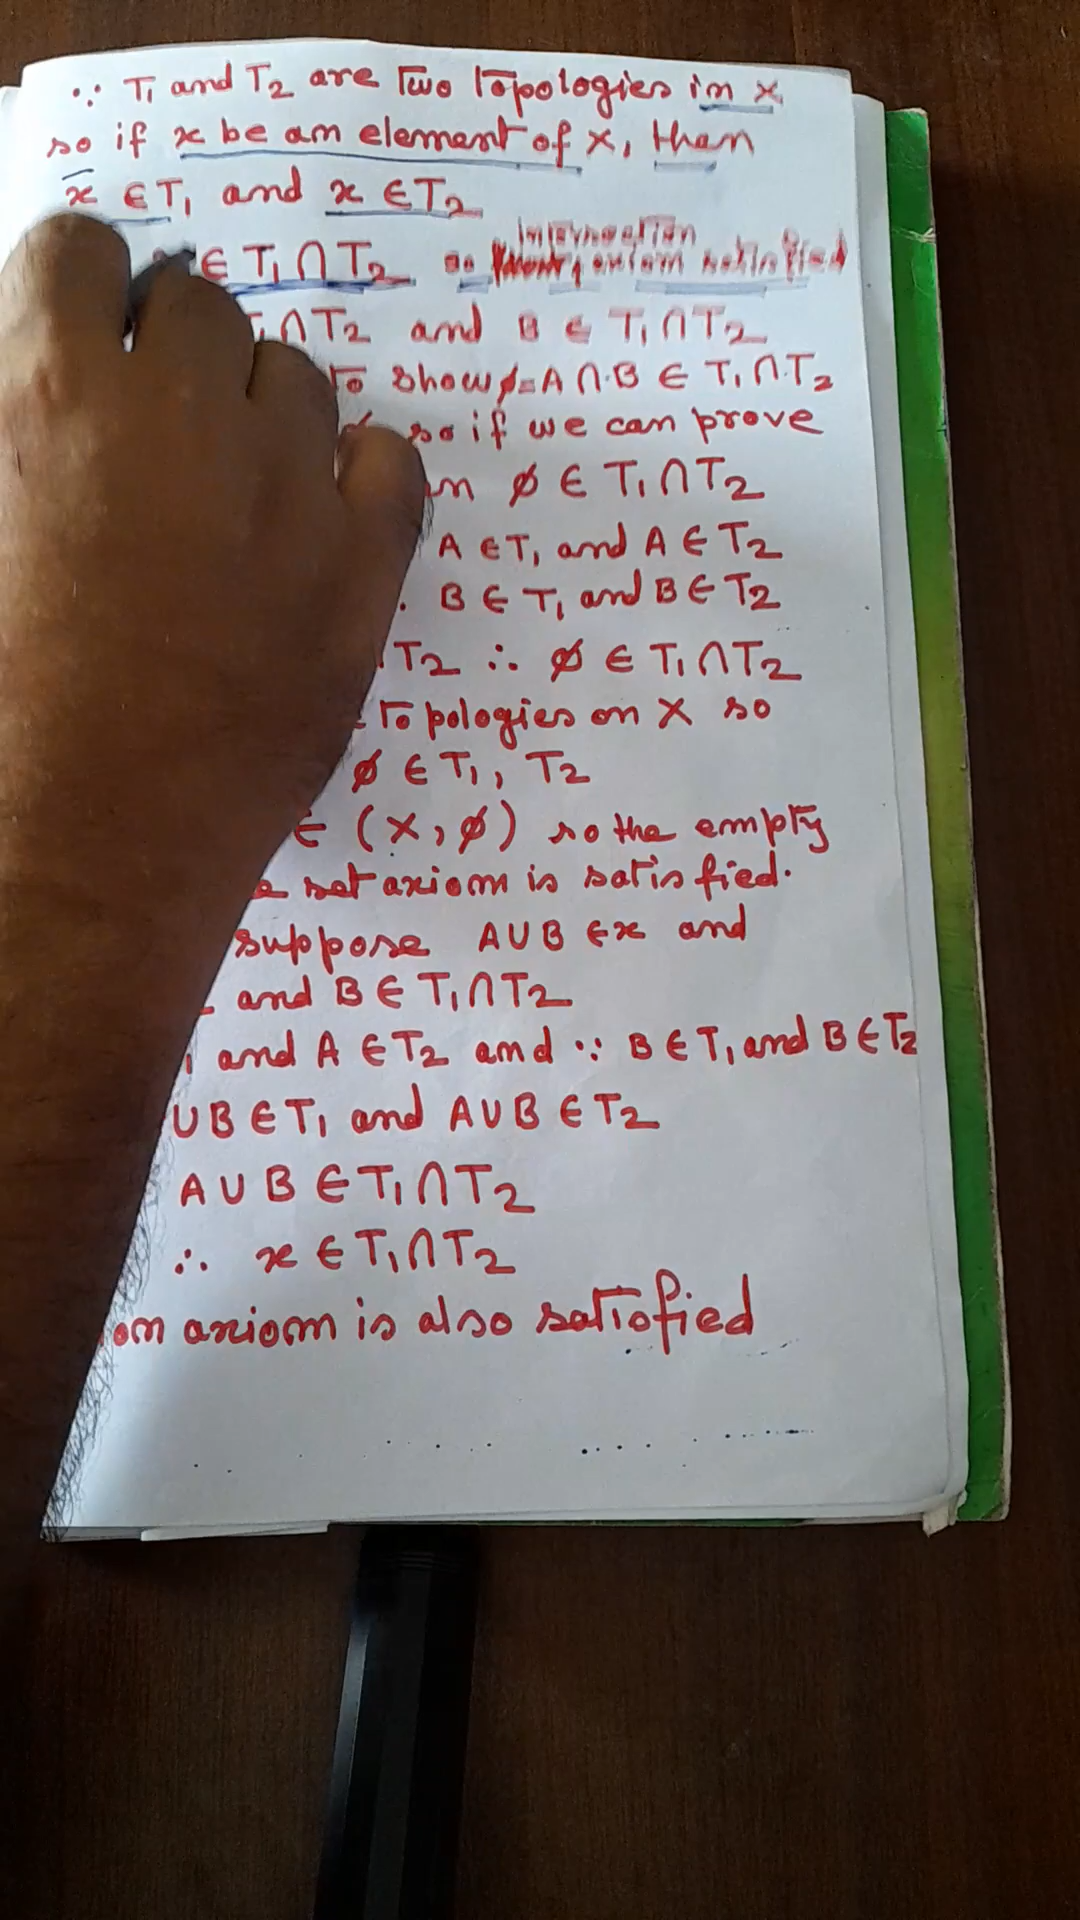 ∵ T1 and T2 are Two Topologies in X
so if x be an element of X, than
x ∈ T1 and x ∈ T2
∈ T1 ∩ T2 so Intersection axiom satisfied
T1 ∩ T2 and B ∈ T1 ∩ T2
To show ϕ = A ∩ B ∈ T1 ∩ T2
so if we can prove
ϕ ∈ T1 ∩ T2
A ∈ T1 and A ∈ T2
B ∈ T1 and B ∈ T2
T2 ∴ ϕ ∈ T1 ∩ T2
Topologies on X so
ϕ ∈ T1, T2
∈ (X, ϕ) so the empty
set axiom is satisfied.
suppose A ∪ B ∈ x and
and B ∈ T1 ∩ T2
and A ∈ T2 and ∵ B ∈ T1 and B ∈ T2
∪ B ∈ T1 and A ∪ B ∈ T2
A ∪ B ∈ T1 ∩ T2
∴ x ∈ T1 ∩ T2
axiom is also satisfied